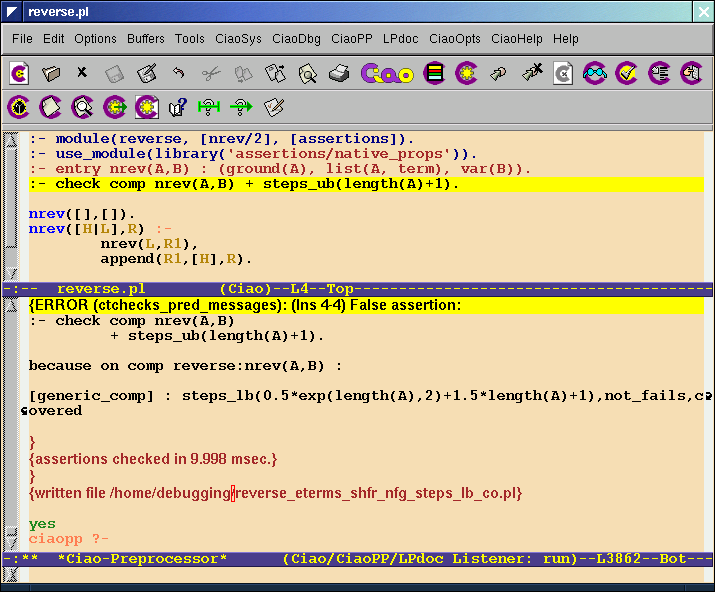 reverse.pl
File Edit Options Buffers Tools CiaoSys CiaoDbg CiaoPP LPdoc CiaoOpts CiaoHelp Help
Ciao
:- module(reverse, [nrev/2], [assertions]).
:- use_module(library('assertions/native_props')).
:- entry nrev(A,B) : (ground(A), list(A, term), var(B)).
:- check comp nrev(A,B) + steps_ub(length(A)+1).
nrev([],[]).
nrev([H|L],R) :-
nrev(L,R1),
append(R1,[H],R).
-:-- reverse.pl (Ciao)--L4--Top----------------------------------------
{ERROR (ctchecks_pred_messages): (lns 4-4) False assertion:
:- check comp nrev(A,B)
+ steps_ub(length(A)+1).
because on comp reverse:nrev(A,B) :
[generic_comp] : steps_lb(0.5*exp(length(A),2)+1.5*length(A)+1),not_fails,c
overed
}
{assertions checked in 9.998 msec.}
}
{written file /home/debugging/reverse_eterms_shfr_nfg_steps_lb_co.pl}
yes
ciaopp ?-
-:** *Ciao-Preprocessor* (Ciao/CiaoPP/LPdoc Listener: run)--L3862--Bot---